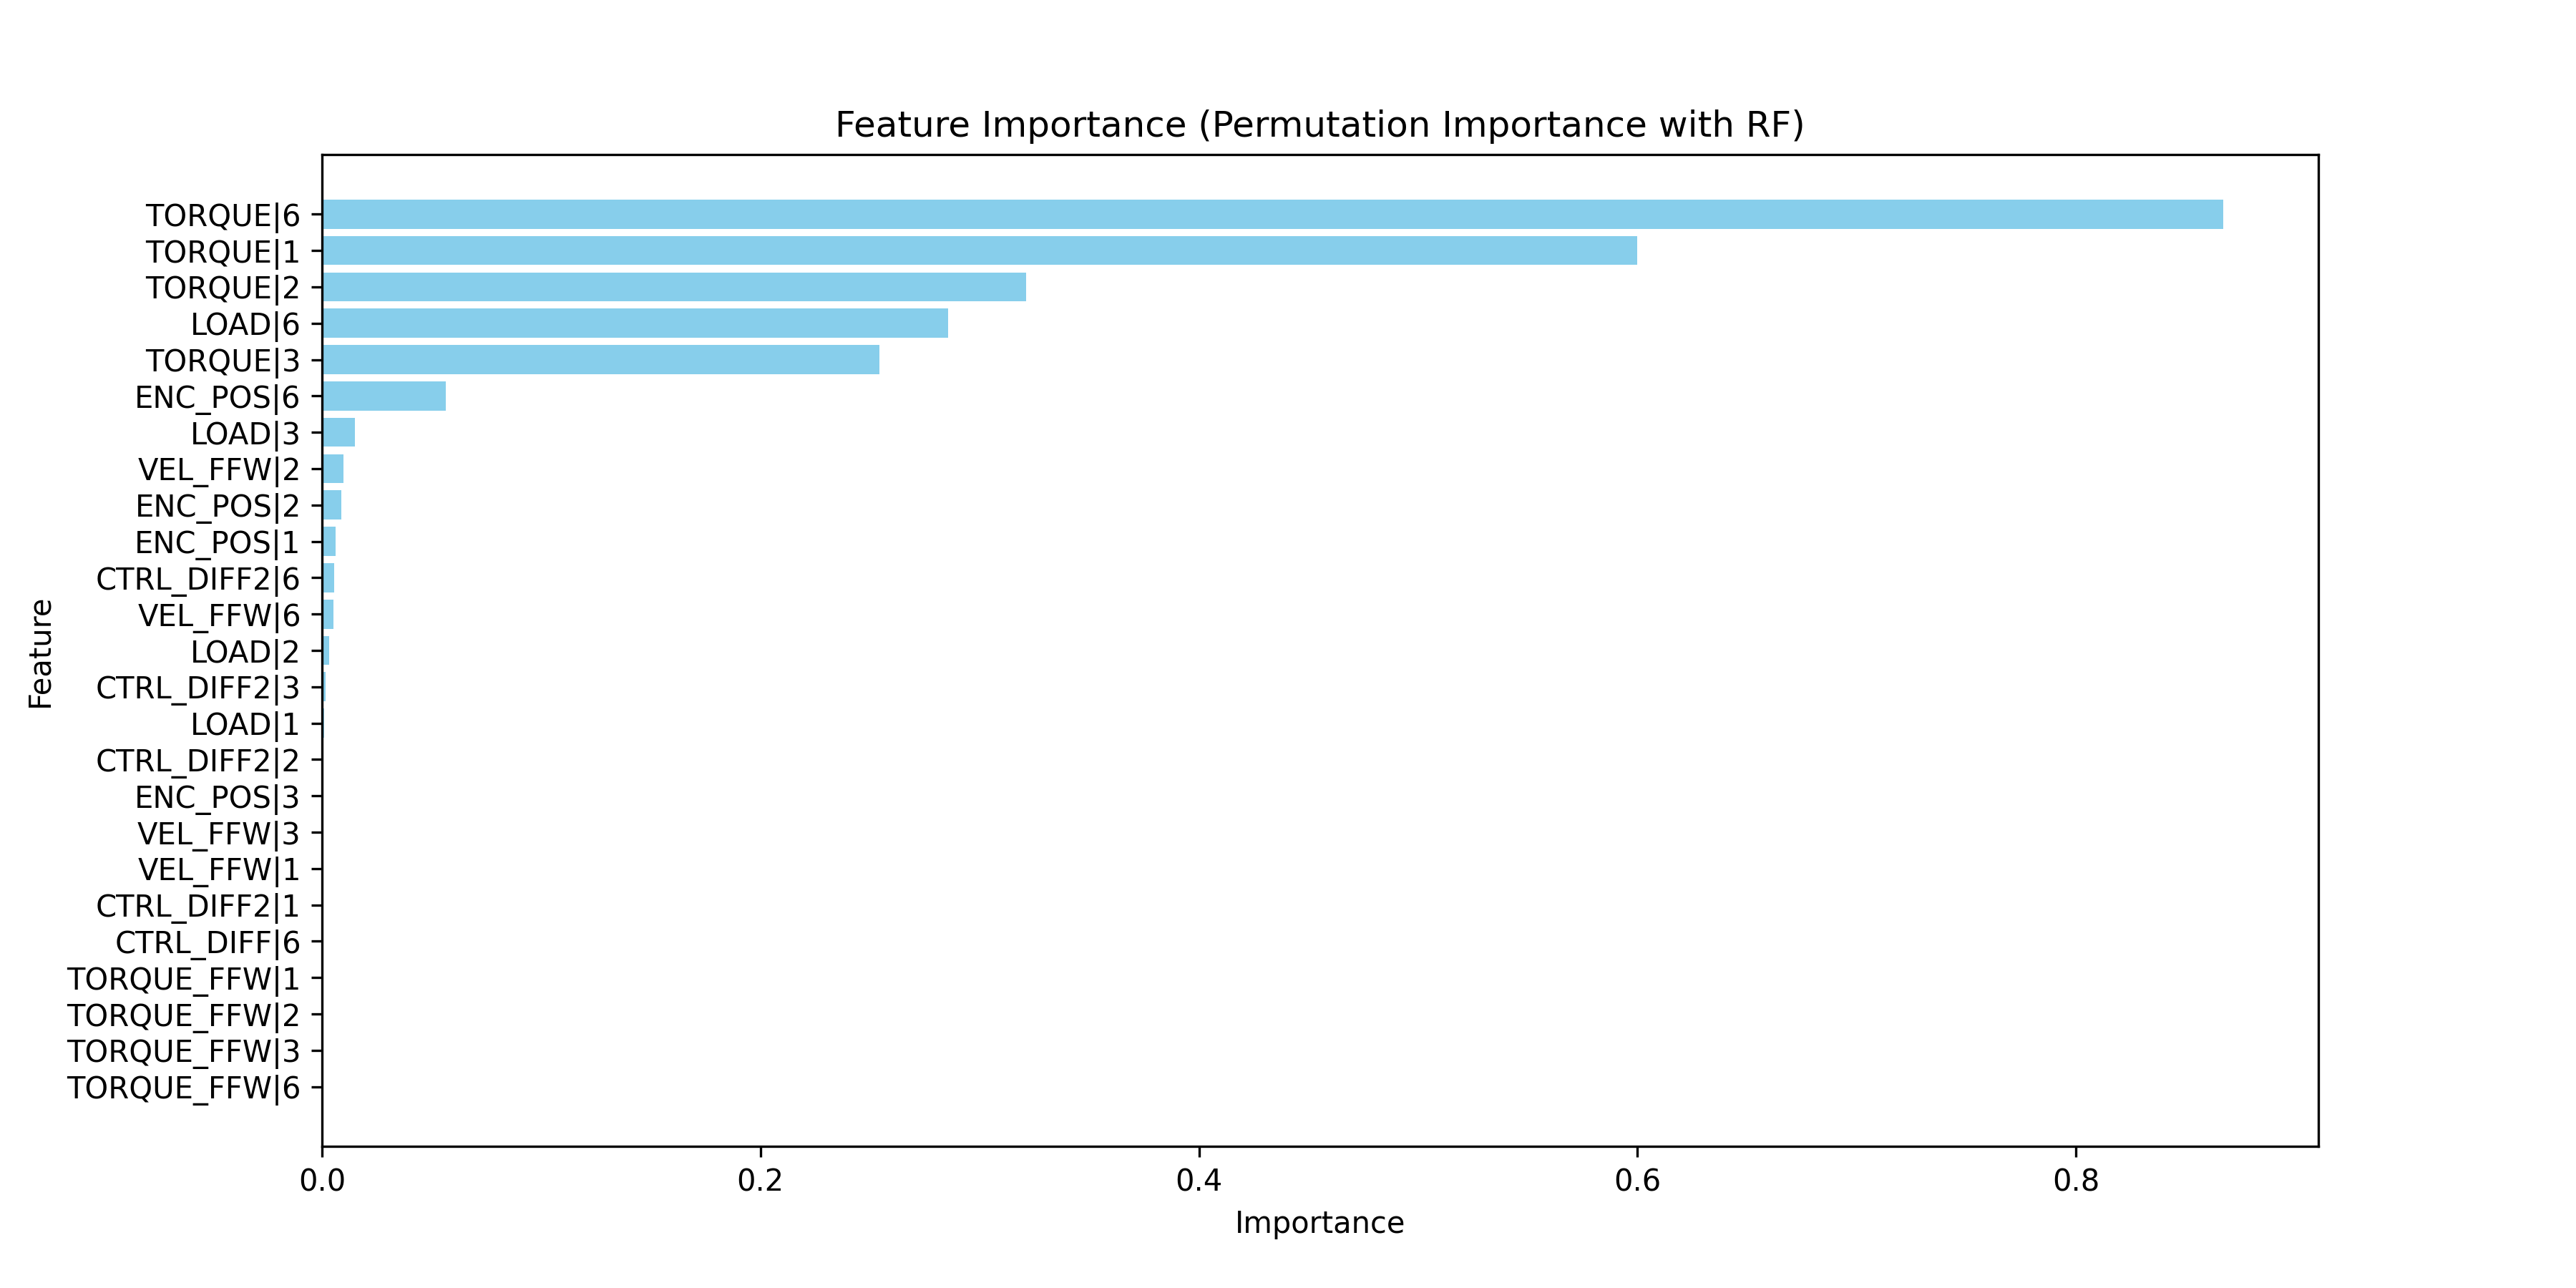 Feature Importance (Permutation Importance with RF)
TORQUE|6
TORQUE|1
TORQUE|2
LOAD|6
TORQUE|3
ENC_POS|6
LOAD|3
VEL_FFW|2
ENC_POS|2
ENC_POS|1
CTRL_DIFF2|6
VEL_FFW|6
LOAD|2
CTRL_DIFF2|3
LOAD|1
CTRL_DIFF2|2
ENC_POS|3
VEL_FFW|3
VEL_FFW|1
CTRL_DIFF2|1
CTRL_DIFF|6
TORQUE_FFW|1
TORQUE_FFW|2
TORQUE_FFW|3
TORQUE_FFW|6
Feature
0.0 0.2 0.4 0.6 0.8
Importance